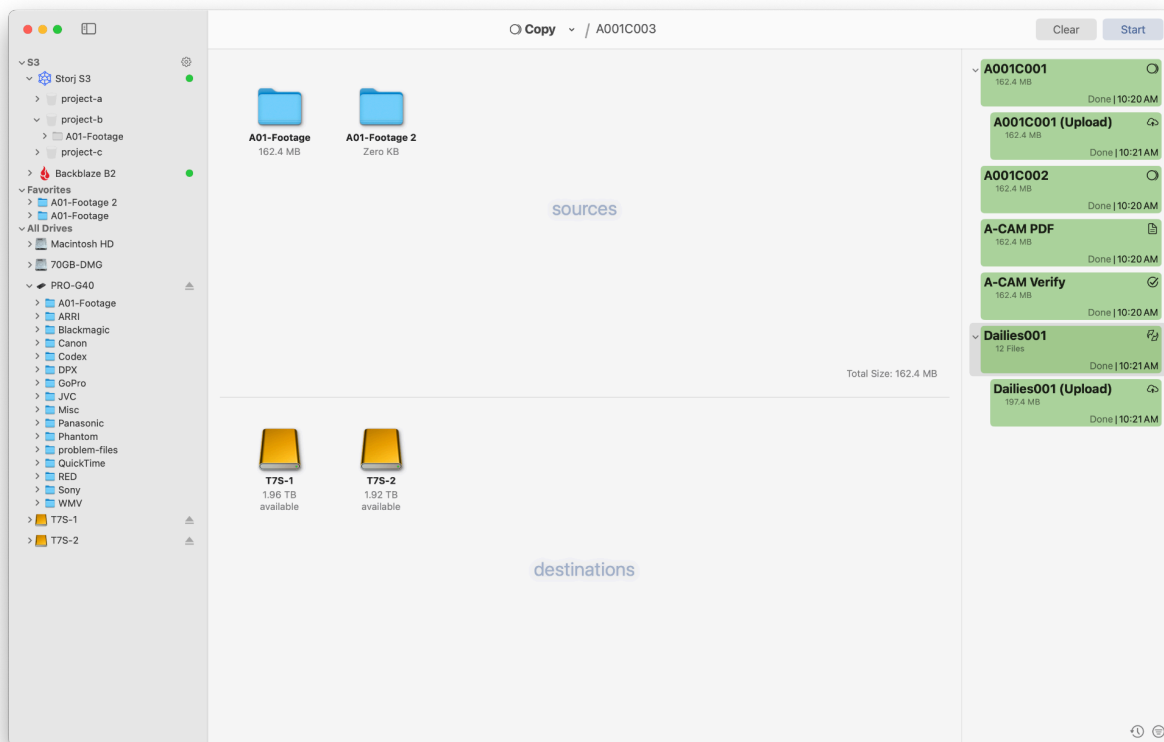 Copy / A001C003
Clear
Start
S3
Storj S3
project-a
project-b
A01-Footage
project-c
Backblaze B2
Favorites
A01-Footage 2
A01-Footage
All Drives
Macintosh HD
70GB-DMG
PRO-G40
A01-Footage
ARRI
Blackmagic
Canon
Codex
DPX
GoPro
JVC
Misc
Panasonic
Phantom
problem-files
QuickTime
RED
Sony
WMV
T7S-1
T7S-2
A01-Footage
162.4 MB
A01-Footage 2
Zero KB
sources
Total Size: 162.4 MB
T7S-1
1.96 TB
available
T7S-2
1.92 TB
available
destinations
A001C001
162.4 MB
Done | 10:20 AM
A001C001 (Upload)
162.4 MB
Done | 10:21 AM
A001C002
162.4 MB
Done | 10:20 AM
A-CAM PDF
162.4 MB
Done | 10:20 AM
A-CAM Verify
162.4 MB
Done | 10:20 AM
Dailies001
12 Files
Done | 10:21 AM
Dailies001 (Upload)
197.4 MB
Done | 10:21 AM